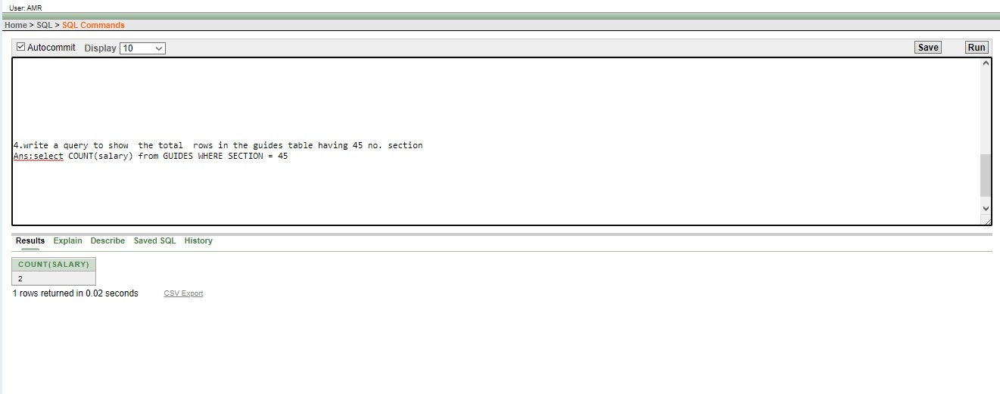 User: AMR
Home > SQL > SQL Commands
Autocommit Display 10 Save Run
4.write a query to show  the total  rows in the guides table having 45 no. section
Ans:select COUNT(salary) from GUIDES WHERE SECTION = 45
Results Explain Describe Saved SQL History
COUNT(SALARY)
2
1 rows returned in 0.02 seconds CSV Export